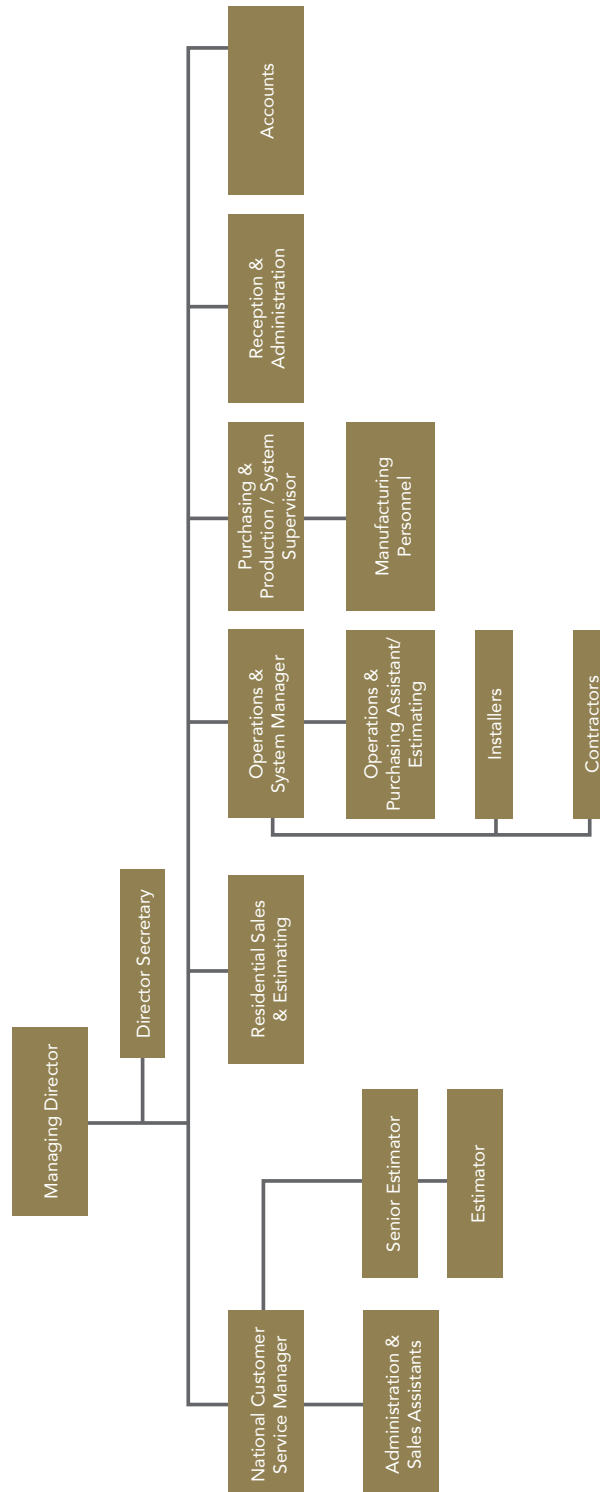 Managing Director
Director Secretary
National Customer
Service Manager
Administration &
Sales Assistants
Senior Estimator
Estimator
Residential Sales
& Estimating
Operations &
System Manager
Operations &
Purchasing Assistant/
Estimating
Installers
Contractors
Purchasing &
Production / System
Supervisor
Manufacturing
Personnel
Reception &
Administration
Accounts